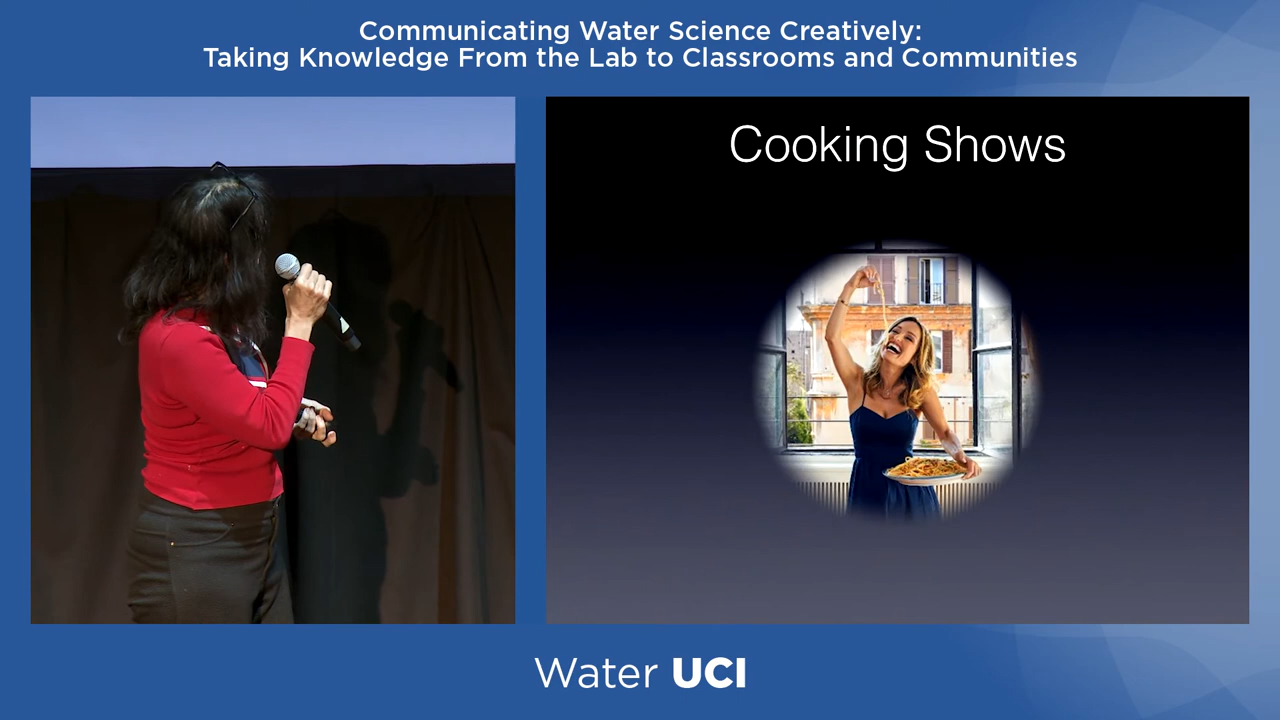 Communicating Water Science Creatively:
Taking Knowledge From the Lab to Classrooms and Communities
Cooking Shows
Water UCI